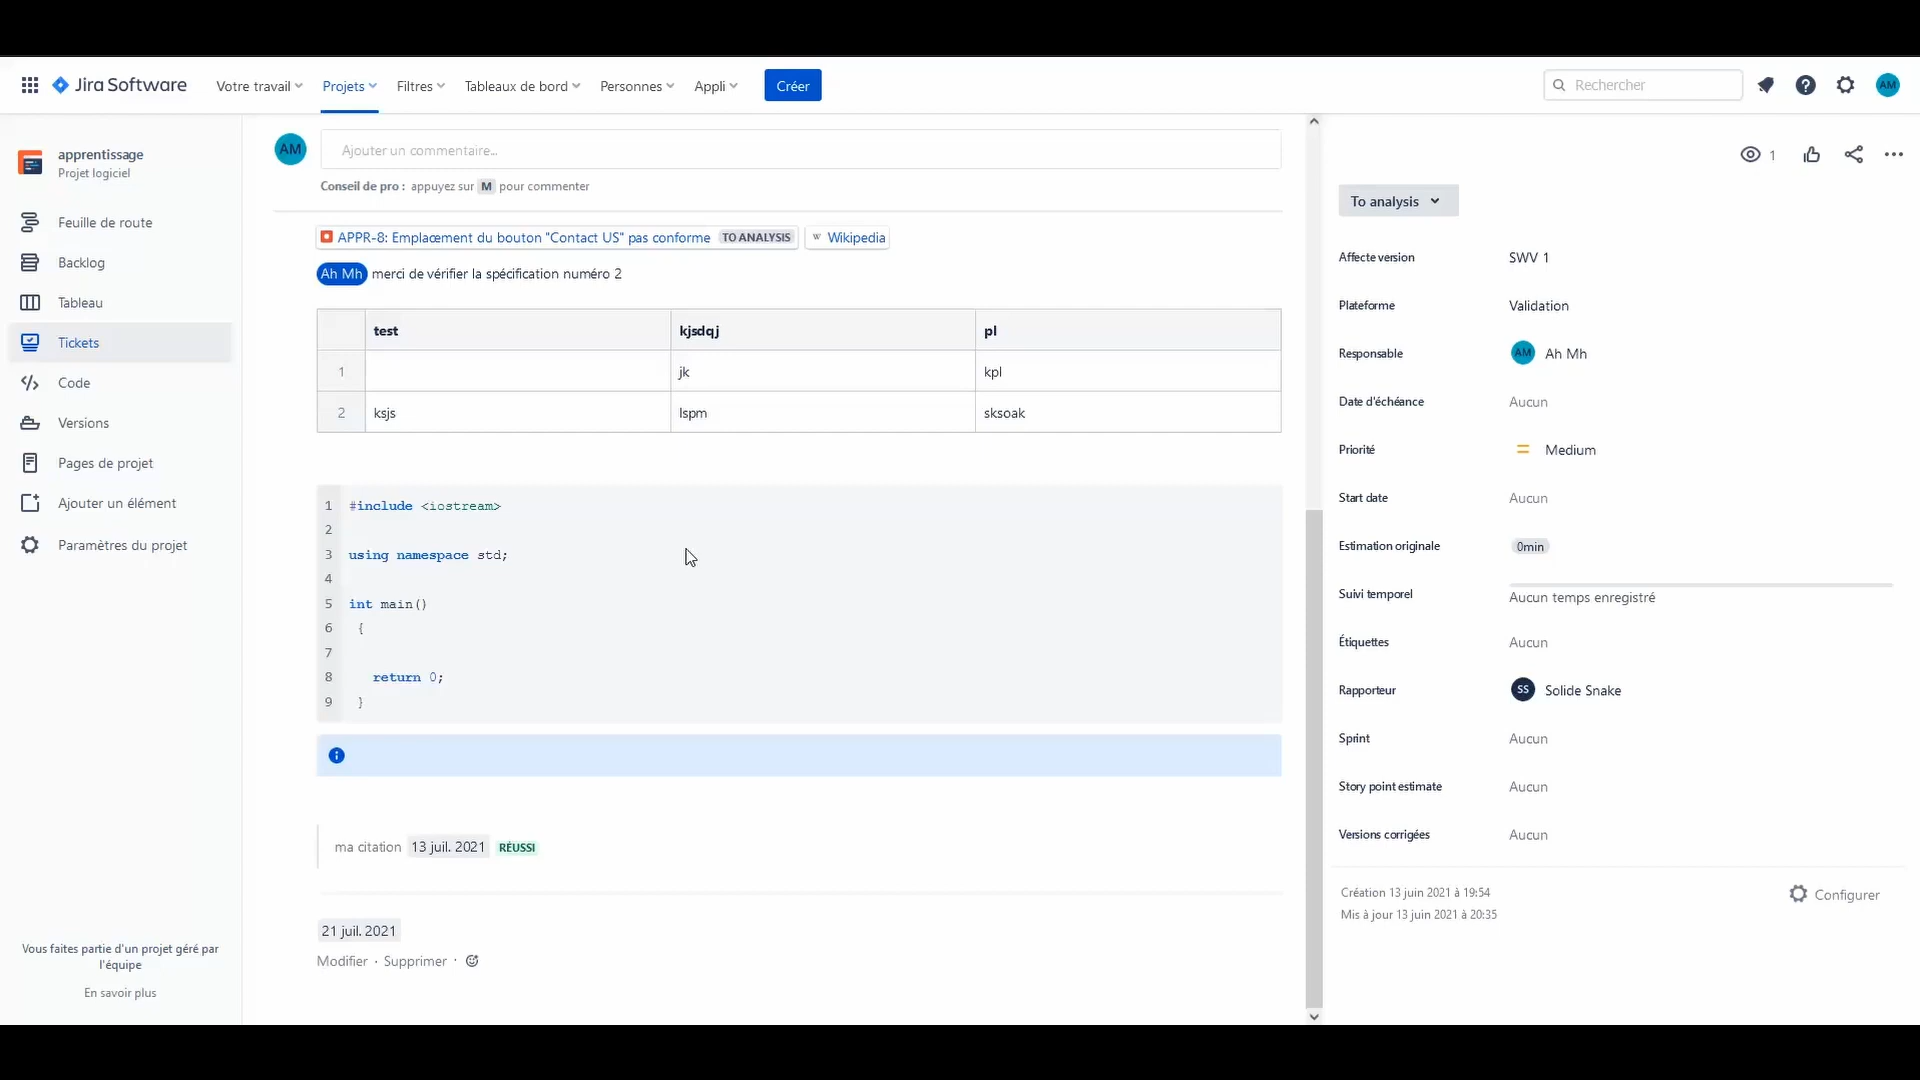 Jira Software Votre travail Projets Filtres Tableaux de bord Personnes Appli Créer Rechercher AM
apprentissage
Projet logiciel
Feuille de route
Backlog
Tableau
Tickets
Code
Versions
Pages de projet
Ajouter un élément
Paramètres du projet
Vous faites partie d'un projet géré par
l'équipe
En savoir plus
AM Ajouter un commentaire...
Conseil de pro : appuyez sur M pour commenter
APPR-8: Emplacement du bouton "Contact US" pas conforme TO ANALYSIS W Wikipedia
Ah Mh merci de vérifier la spécification numéro 2
test kjsdqj pl
1 jk kpl
2 ksjs lspm sksoak
1 #include <iostream>
2
3 using namespace std;
4
5 int main()
6 {
7
8 return 0;
9 }
ma citation 13 juil. 2021 RÉUSSI
21 juil. 2021
Modifier · Supprimer ·
1
To analysis
Affecte version SWV 1
Plateforme Validation
Responsable AM Ah Mh
Date d'échéance Aucun
Priorité Medium
Start date Aucun
Estimation originale 0min
Suivi temporel Aucun temps enregistré
Étiquettes Aucun
Rapporteur SS Solide Snake
Sprint Aucun
Story point estimate Aucun
Versions corrigées Aucun
Création 13 juin 2021 à 19:54
Mis à jour 13 juin 2021 à 20:35
Configurer